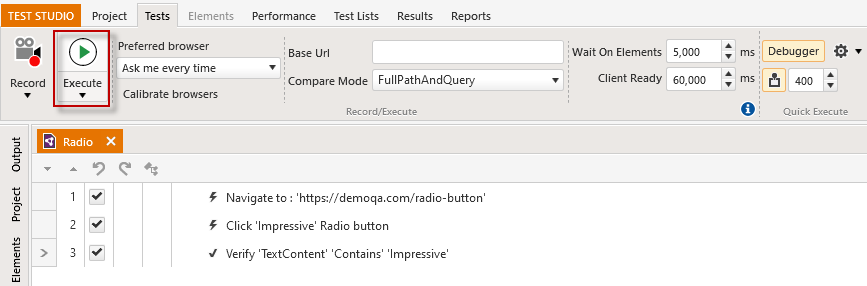 TEST STUDIO Project Tests Elements Performance Test Lists Results Reports
Record
Execute
Preferred browser
Ask me every time
Calibrate browsers
Base Url
Compare Mode FullPathAndQuery
Record/Execute
Wait On Elements 5,000 ms
Client Ready 60,000 ms
Debugger
400
Quick Execute
Output
Project
Elements
Radio
1 Navigate to : 'https://demoqa.com/radio-button'
2 Click 'Impressive' Radio button
3 Verify 'TextContent' 'Contains' 'Impressive'